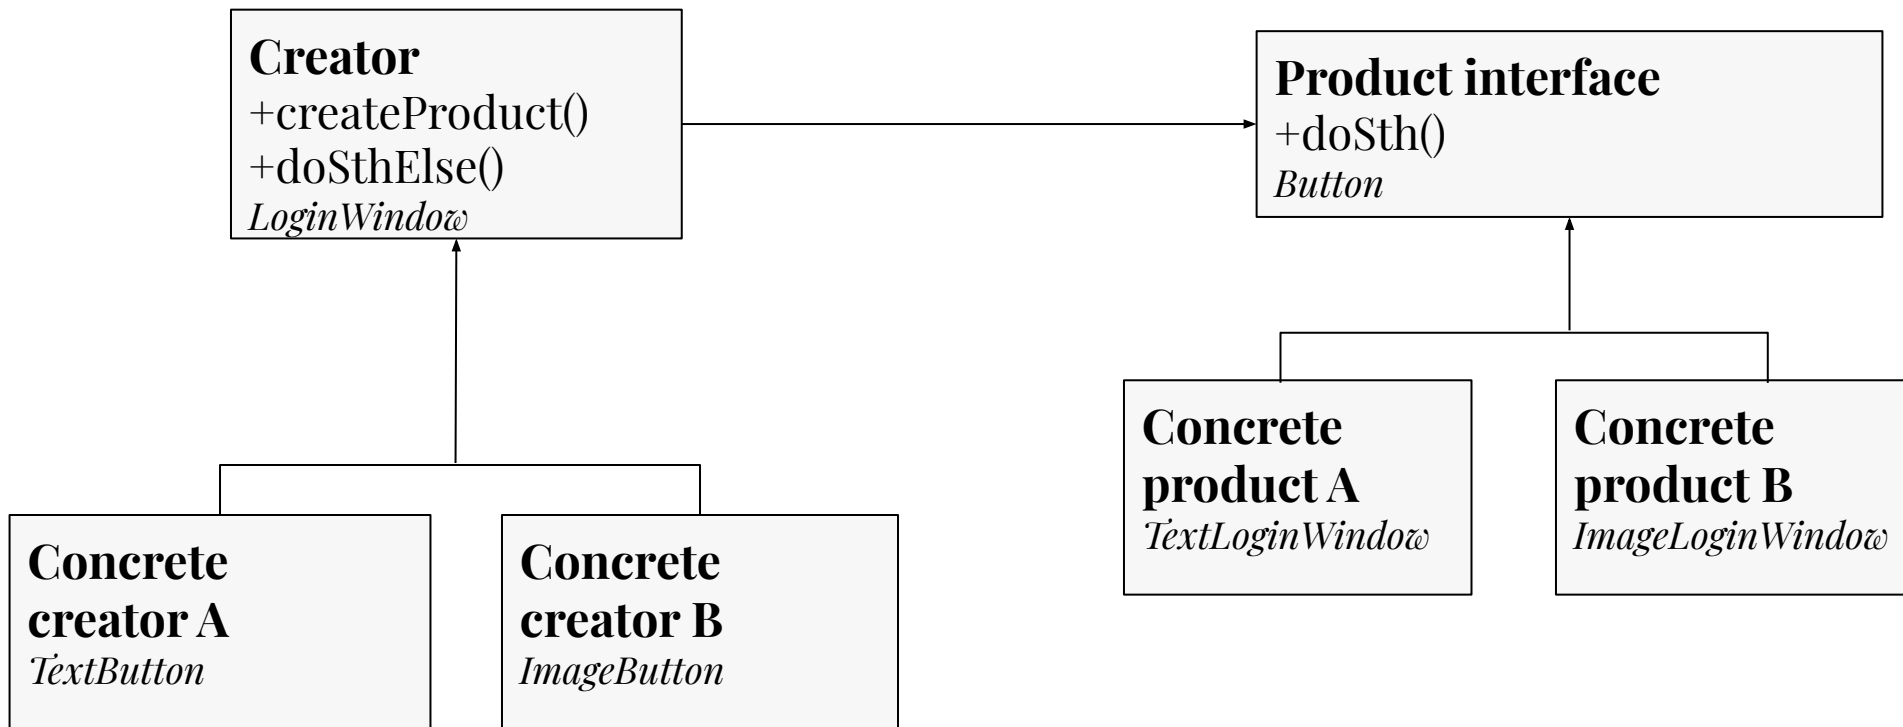 Creator
+createProduct()
+doSthElse()
LoginWindow
Product interface
+doSth()
Button
Concrete
creator A
TextButton
Concrete
creator B
ImageButton
Concrete
product A
TextLoginWindow
Concrete
product B
ImageLoginWindow